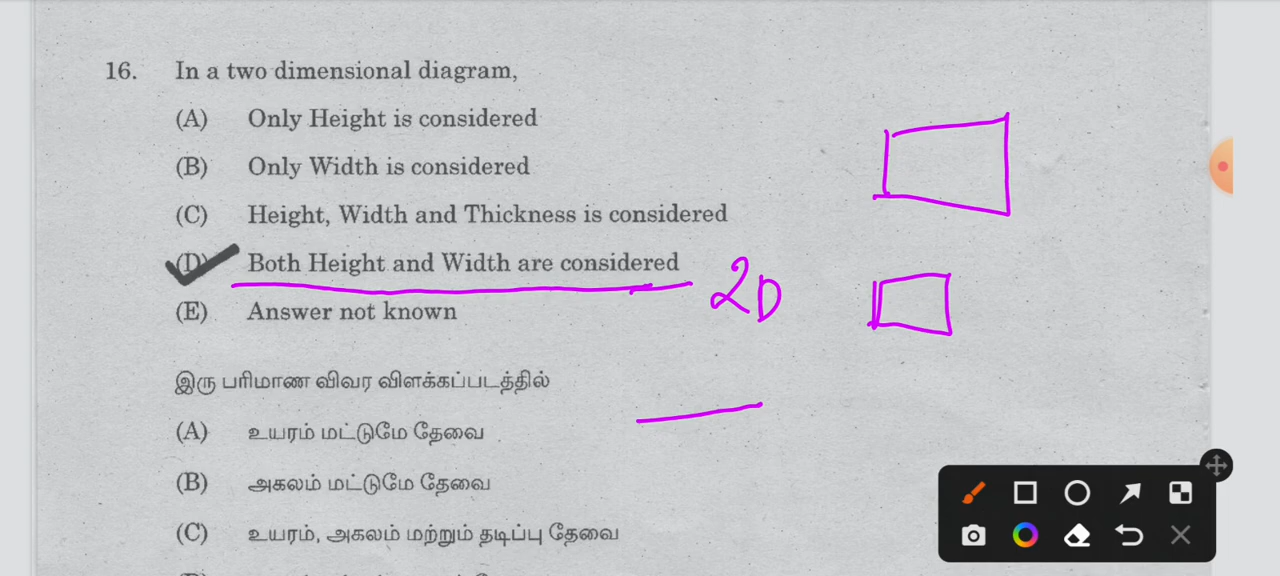 16. In a two dimensional diagram,
(A) Only Height is considered
(B) Only Width is considered
(C) Height, Width and Thickness is considered
(D) Both Height and Width are considered
2D
(E) Answer not known
இரு பரிமாண விவர விளக்கப்படத்தில்
(A) உயரம் மட்டுமே தேவை
(B) அகலம் மட்டுமே தேவை
(C) உயரம், அகலம் மற்றும் தடிப்பு தேவை